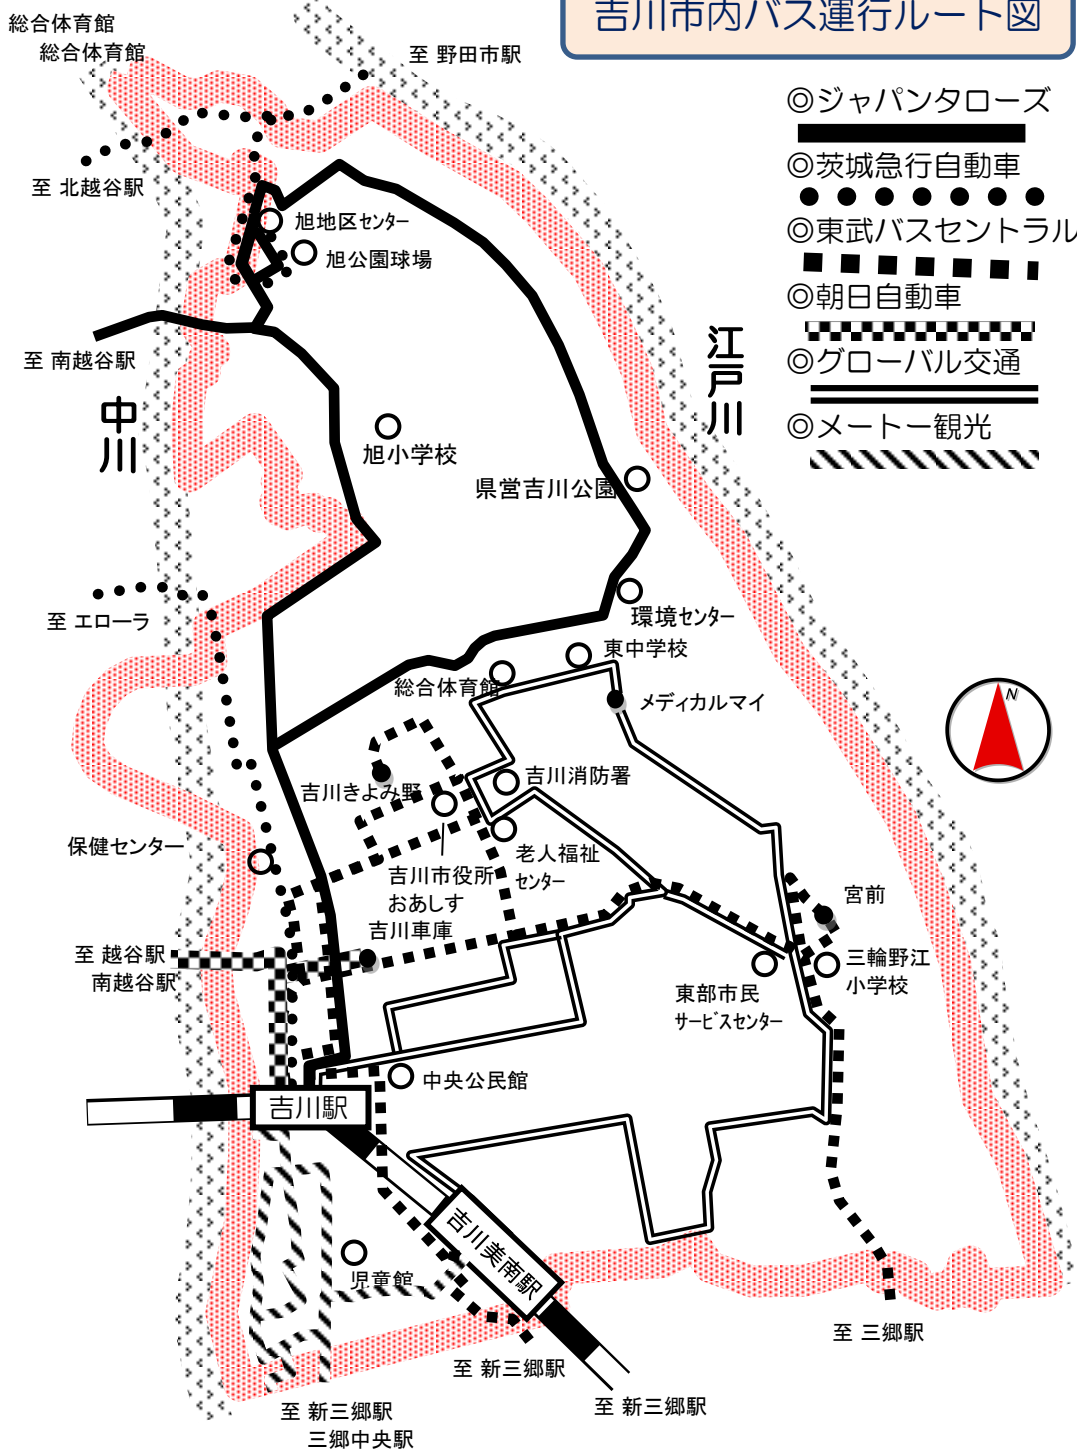 吉川市内バス運行ルート図
総合体育館
総合体育館
至 野田市駅
◎ジャパンタローズ
◎茨城急行自動車
◎東武バスセントラル
◎朝日自動車
◎グローバル交通
◎メートー観光
至 北越谷駅
旭地区センター
旭公園球場
至 南越谷駅
中川
江戸川
旭小学校
県営吉川公園
至 エローラ
環境センター
東中学校
総合体育館
メディカルマイ
N
吉川きよみ野
吉川消防署
保健センター
老人福祉
センター
吉川市役所
おあしす
吉川車庫
宮前
至 越谷駅
南越谷駅
三輪野江
小学校
東部市民
サービスセンター
中央公民館
吉川駅
吉川美南駅
児童館
至 三郷駅
至 新三郷駅
至 新三郷駅
至 新三郷駅
三郷中央駅